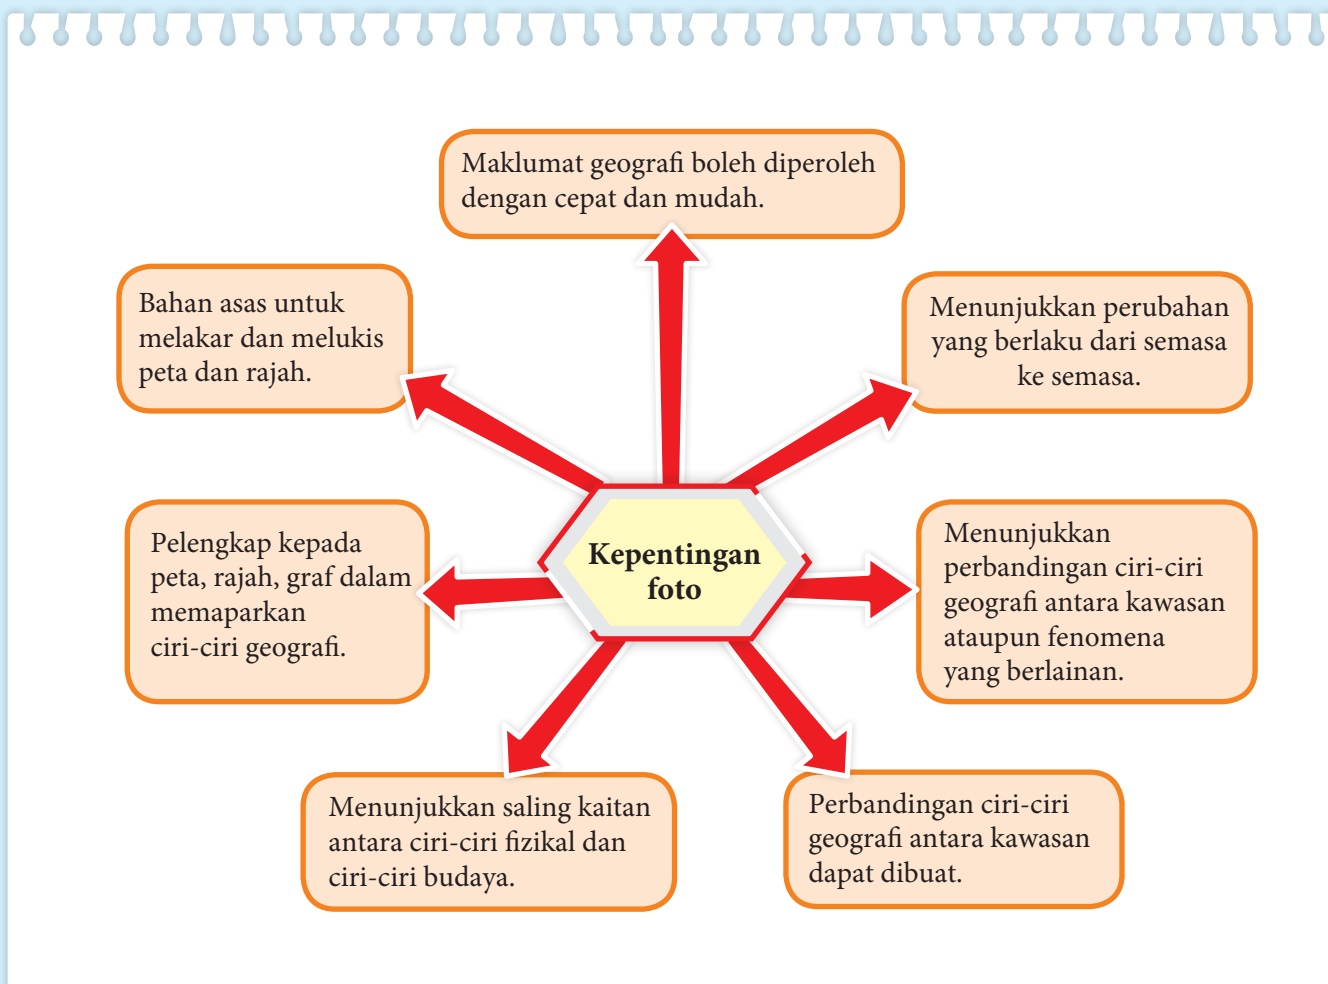 Maklumat geografi boleh diperoleh
dengan cepat dan mudah.
Bahan asas untuk
melakar dan melukis
peta dan rajah.
Menunjukkan perubahan
yang berlaku dari semasa
ke semasa.
Kepentingan
foto
Pelengkap kepada
peta, rajah, graf dalam
memaparkan
ciri-ciri geografi.
Menunjukkan
perbandingan ciri-ciri
geografi antara kawasan
ataupun fenomena
yang berlainan.
Menunjukkan saling kaitan
antara ciri-ciri fizikal dan
ciri-ciri budaya.
Perbandingan ciri-ciri
geografi antara kawasan
dapat dibuat.